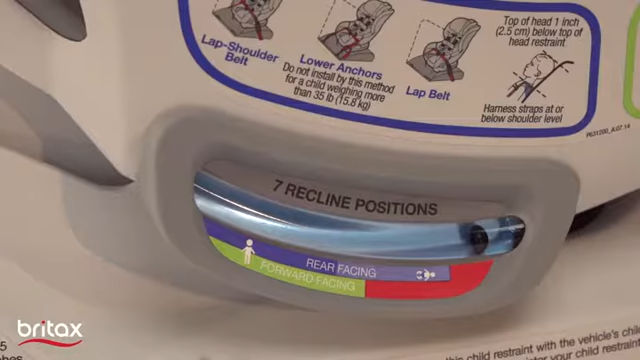 Lap-Shoulder
Belt
Lower Anchors
Do not install by this method
for a child weighing more
than 35 lb (15.8 kg)
Lap Belt
Top of head 1 inch
(2.5 cm) below top of
head restraint
Harness straps at or
below shoulder level
P631200_A:07.14
7 RECLINE POSITIONS
REAR FACING
FORWARD FACING
britax
child restraint with the vehicle's
your child restraint